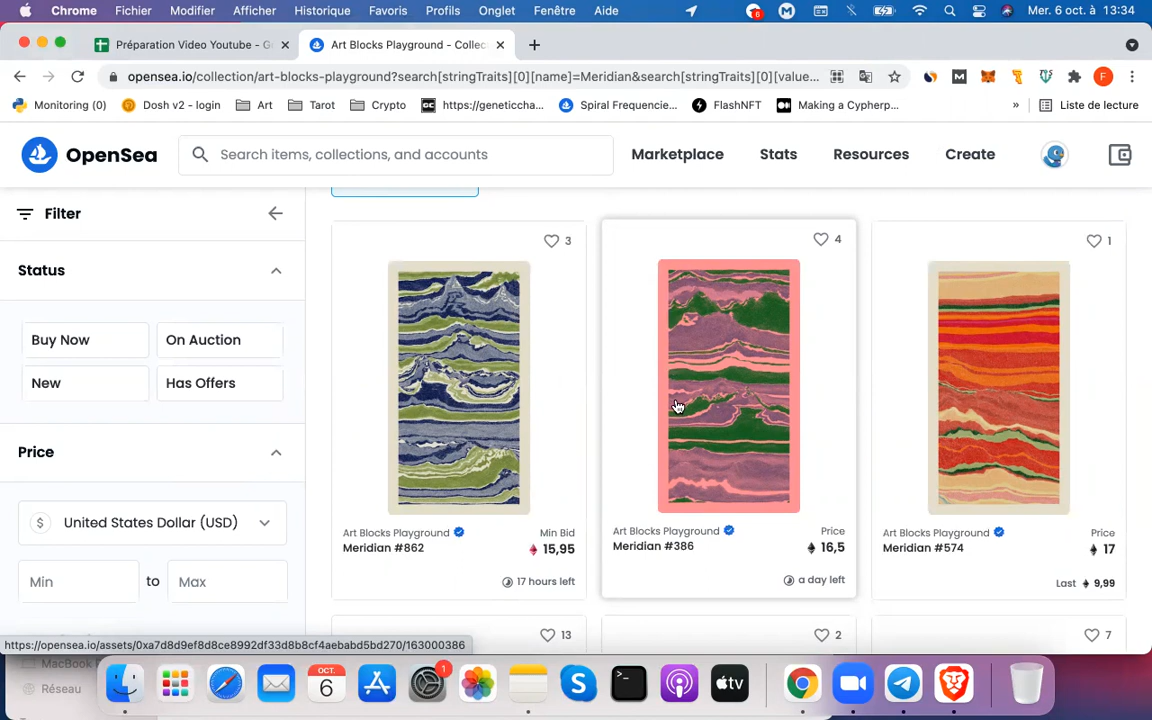 Chrome Fichier Modifier Afficher Historique Favoris Profils Onglet Fenêtre Aide 6 Mer. 6 oct. à 13:34
Préparation Video Youtube - G
Art Blocks Playground - Collec
opensea.io/collection/art-blocks-playground?search[stringTraits][0][name]=Meridian&search[stringTraits][0][value...
Monitoring (0) Dosh v2 - login Art Tarot Crypto https://geneticcha... Spiral Frequencie... FlashNFT Making a Cypherp... » Liste de lecture
OpenSea Search items, collections, and accounts Marketplace Stats Resources Create
Filter
Status
Buy Now On Auction
New Has Offers
Price
$ United States Dollar (USD)
Min to Max
3
Art Blocks Playground Min Bid
Meridian #862 15,95
17 hours left
4
Art Blocks Playground Price
Meridian #386 16,5
a day left
1
Art Blocks Playground Price
Meridian #574 17
Last 9,99
13
2
7
https://opensea.io/assets/0xa7d8d9ef8d8ce8992df33d8b8cf4aebabd5bd270/163000386
MacBook
Réseau
OCT.
6
1
tv